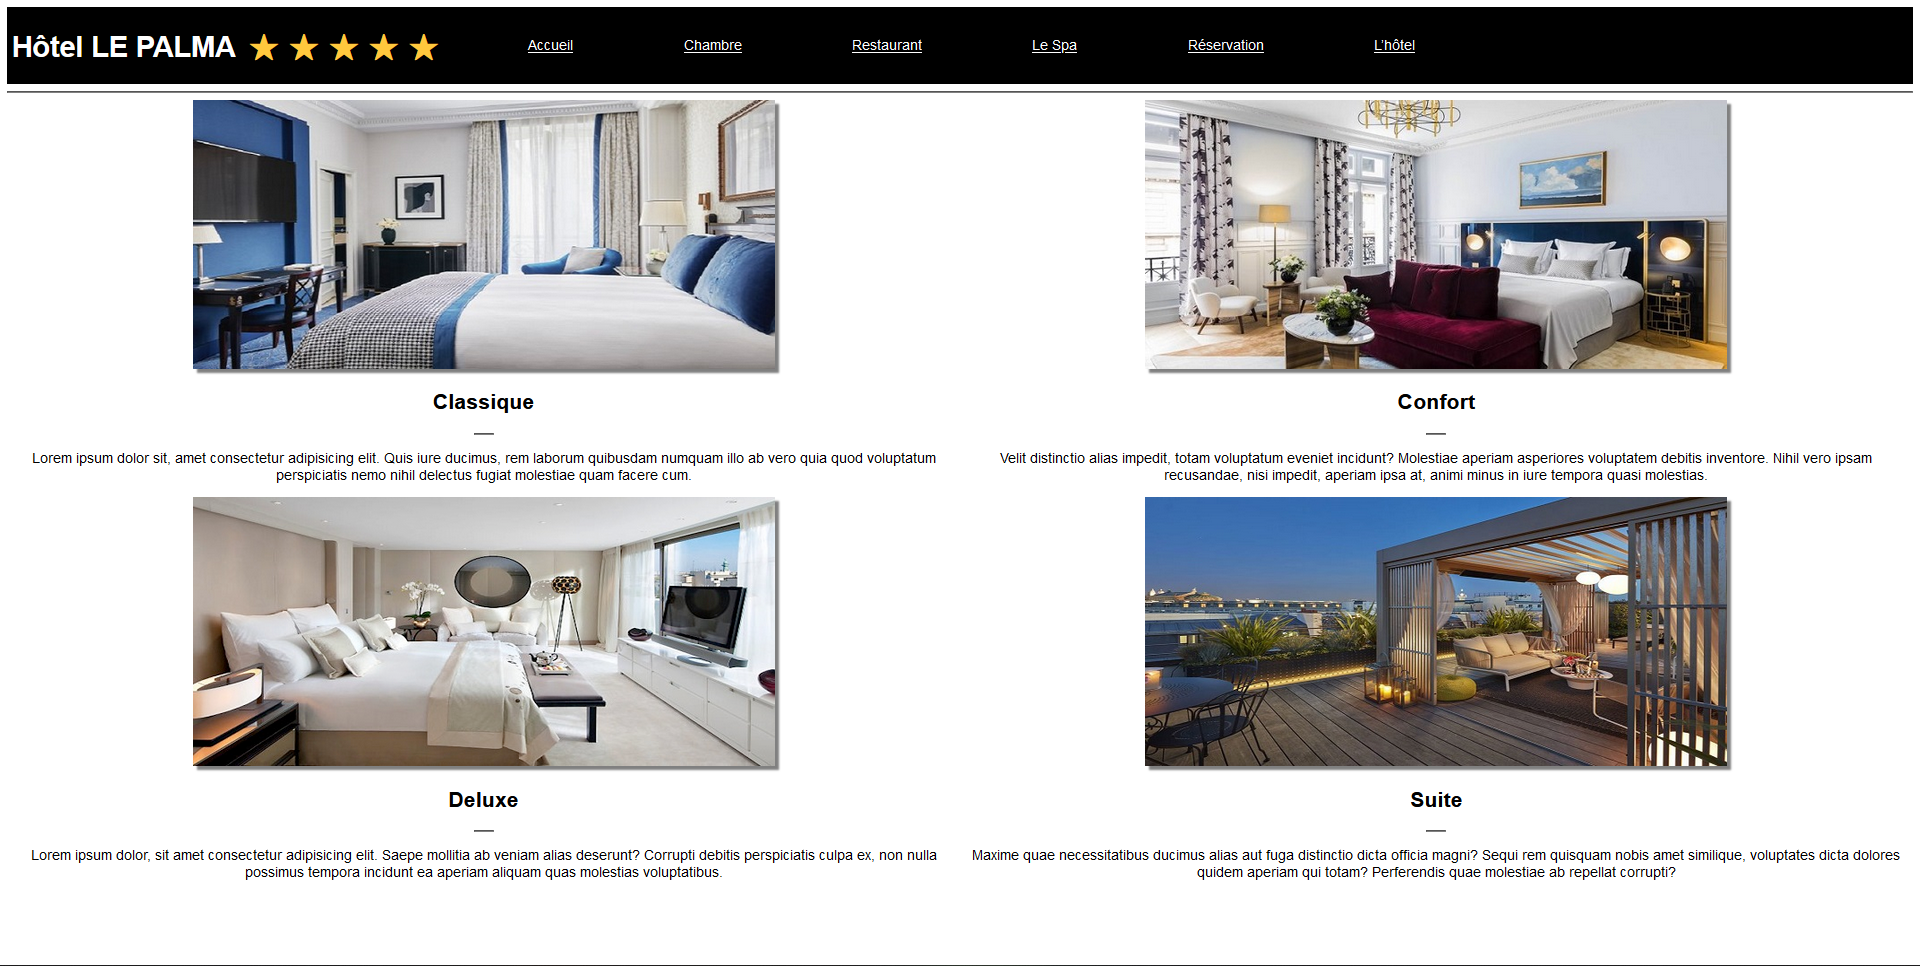 Hôtel LE PALMA ★ ★ ★ ★ ★ Accueil Chambre Restaurant Le Spa Réservation L'hôtel
Classique
Lorem ipsum dolor sit, amet consectetur adipisicing elit. Quis iure ducimus, rem laborum quibusdam numquam illo ab vero quia quod voluptatum
perspiciatis nemo nihil delectus fugiat molestiae quam facere cum.
Confort
Velit distinctio alias impedit, totam voluptatum eveniet incidunt? Molestiae aperiam asperiores voluptatem debitis inventore. Nihil vero ipsam
recusandae, nisi impedit, aperiam ipsa at, animi minus in iure tempora quasi molestias.
Deluxe
Lorem ipsum dolor, sit amet consectetur adipisicing elit. Saepe mollitia ab veniam alias deserunt? Corrupti debitis perspiciatis culpa ex, non nulla
possimus tempora incidunt ea aperiam aliquam quas molestias voluptatibus.
Suite
Maxime quae necessitatibus ducimus alias aut fuga distinctio dicta officia magni? Sequi rem quisquam nobis amet similique, voluptates dicta dolores
quidem aperiam qui totam? Perferendis quae molestiae ab repellat corrupti?